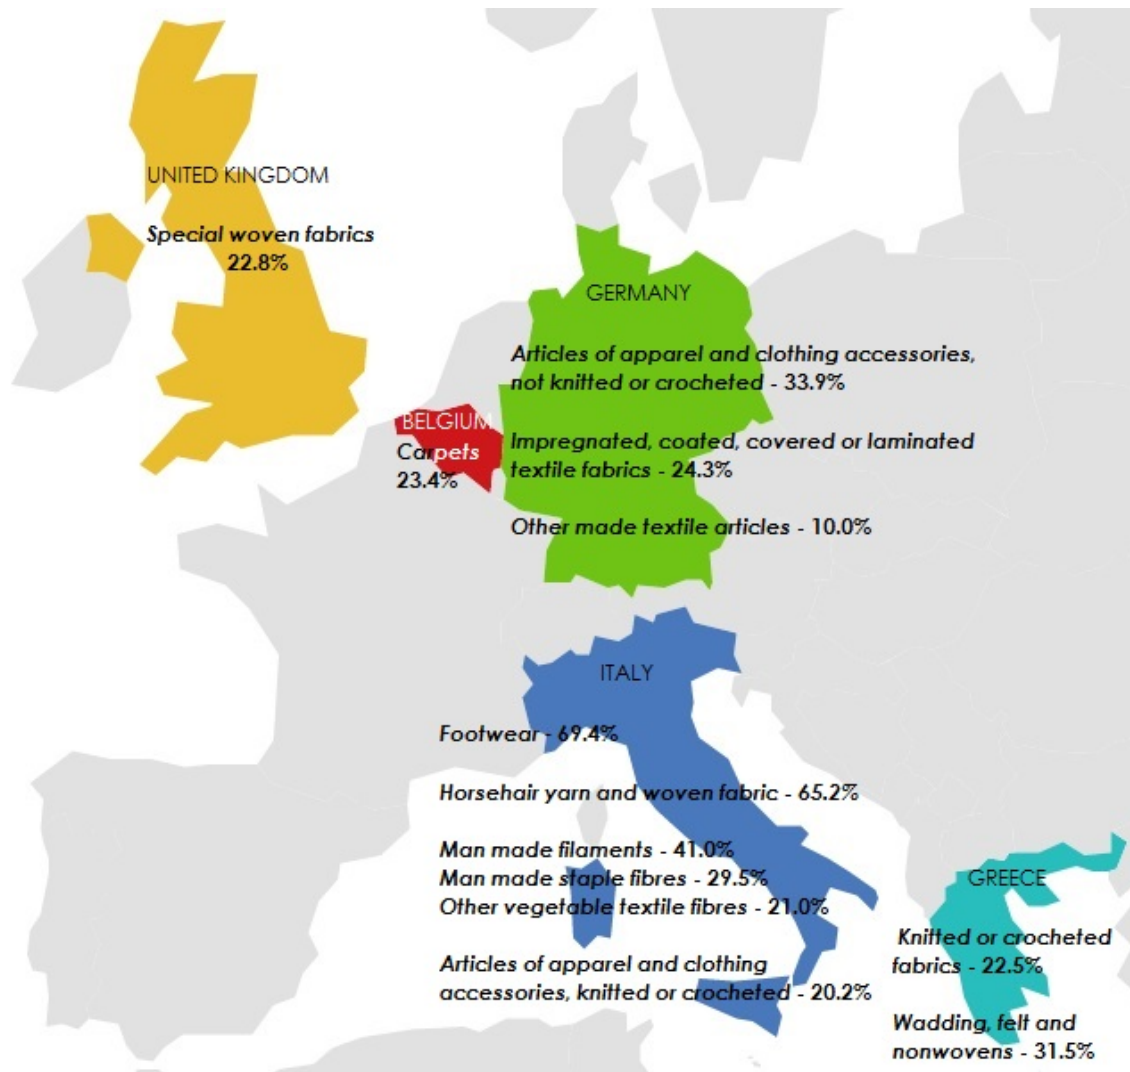 UNITED KINGDOM
Special woven fabrics
22.8%
GERMANY
Articles of apparel and clothing accessories,
not knitted or crocheted - 33.9%
Impregnated, coated, covered or laminated
textile fabrics - 24.3%
Other made textile articles - 10.0%
BELGIUM
Carpets
23.4%
ITALY
Footwear - 69.4%
Horsehair yarn and woven fabric - 65.2%
Man made filaments - 41.0%
Man made staple fibres - 29.5%
Other vegetable textile fibres - 21.0%
Articles of apparel and clothing
accessories, knitted or crocheted - 20.2%
GREECE
Knitted or crocheted
fabrics - 22.5%
Wadding, felt and
nonwovens - 31.5%